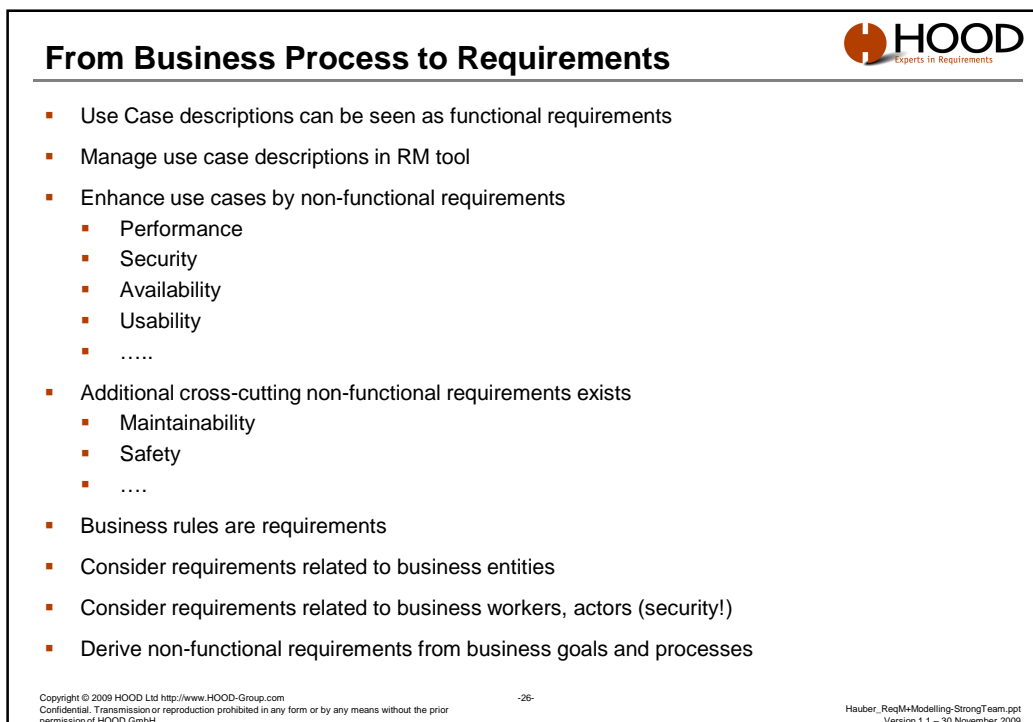 From Business Process to Requirements
HOOD
Experts in Requirements
Use Case descriptions can be seen as functional requirements
Manage use case descriptions in RM tool
Enhance use cases by non-functional requirements
Performance
Security
Availability
Usability
…..
Additional cross-cutting non-functional requirements exists
Maintainability
Safety
….
Business rules are requirements
Consider requirements related to business entities
Consider requirements related to business workers, actors (security!)
Derive non-functional requirements from business goals and processes
Copyright © 2009 HOOD Ltd http://www.HOOD-Group.com
Confidential. Transmission or reproduction prohibited in any form or by any means without the prior
permission of HOOD GmbH
-26-
Hauber_ReqM+Modelling-StrongTeam.ppt
Version 1.1 – 30 November 2009